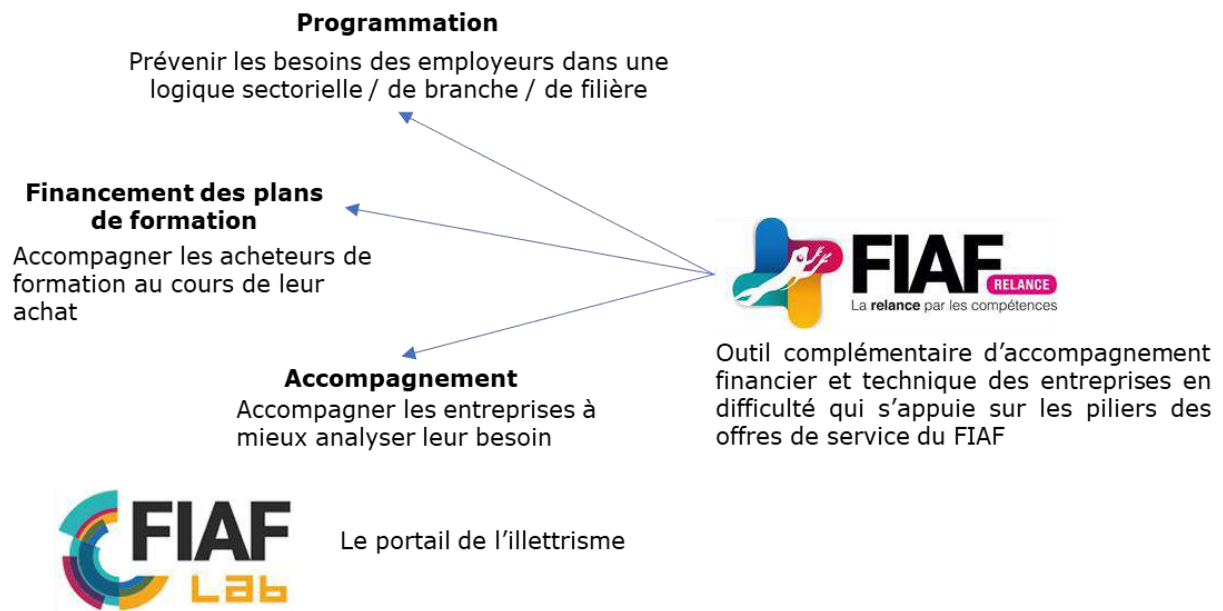 Programmation
Prévenir les besoins des employeurs dans une
logique sectorielle / de branche / de filière
Financement des plans
de formation
Accompagner les acheteurs de
formation au cours de leur
achat
Accompagnement
Accompagner les entreprises à
mieux analyser leur besoin
FIAF
RELANCE
La relance par les compétences
Outil complémentaire d’accompagnement
financier et technique des entreprises en
difficulté qui s’appuie sur les piliers des
offres de service du FIAF
FIAF
Lab
Le portail de l’illettrisme